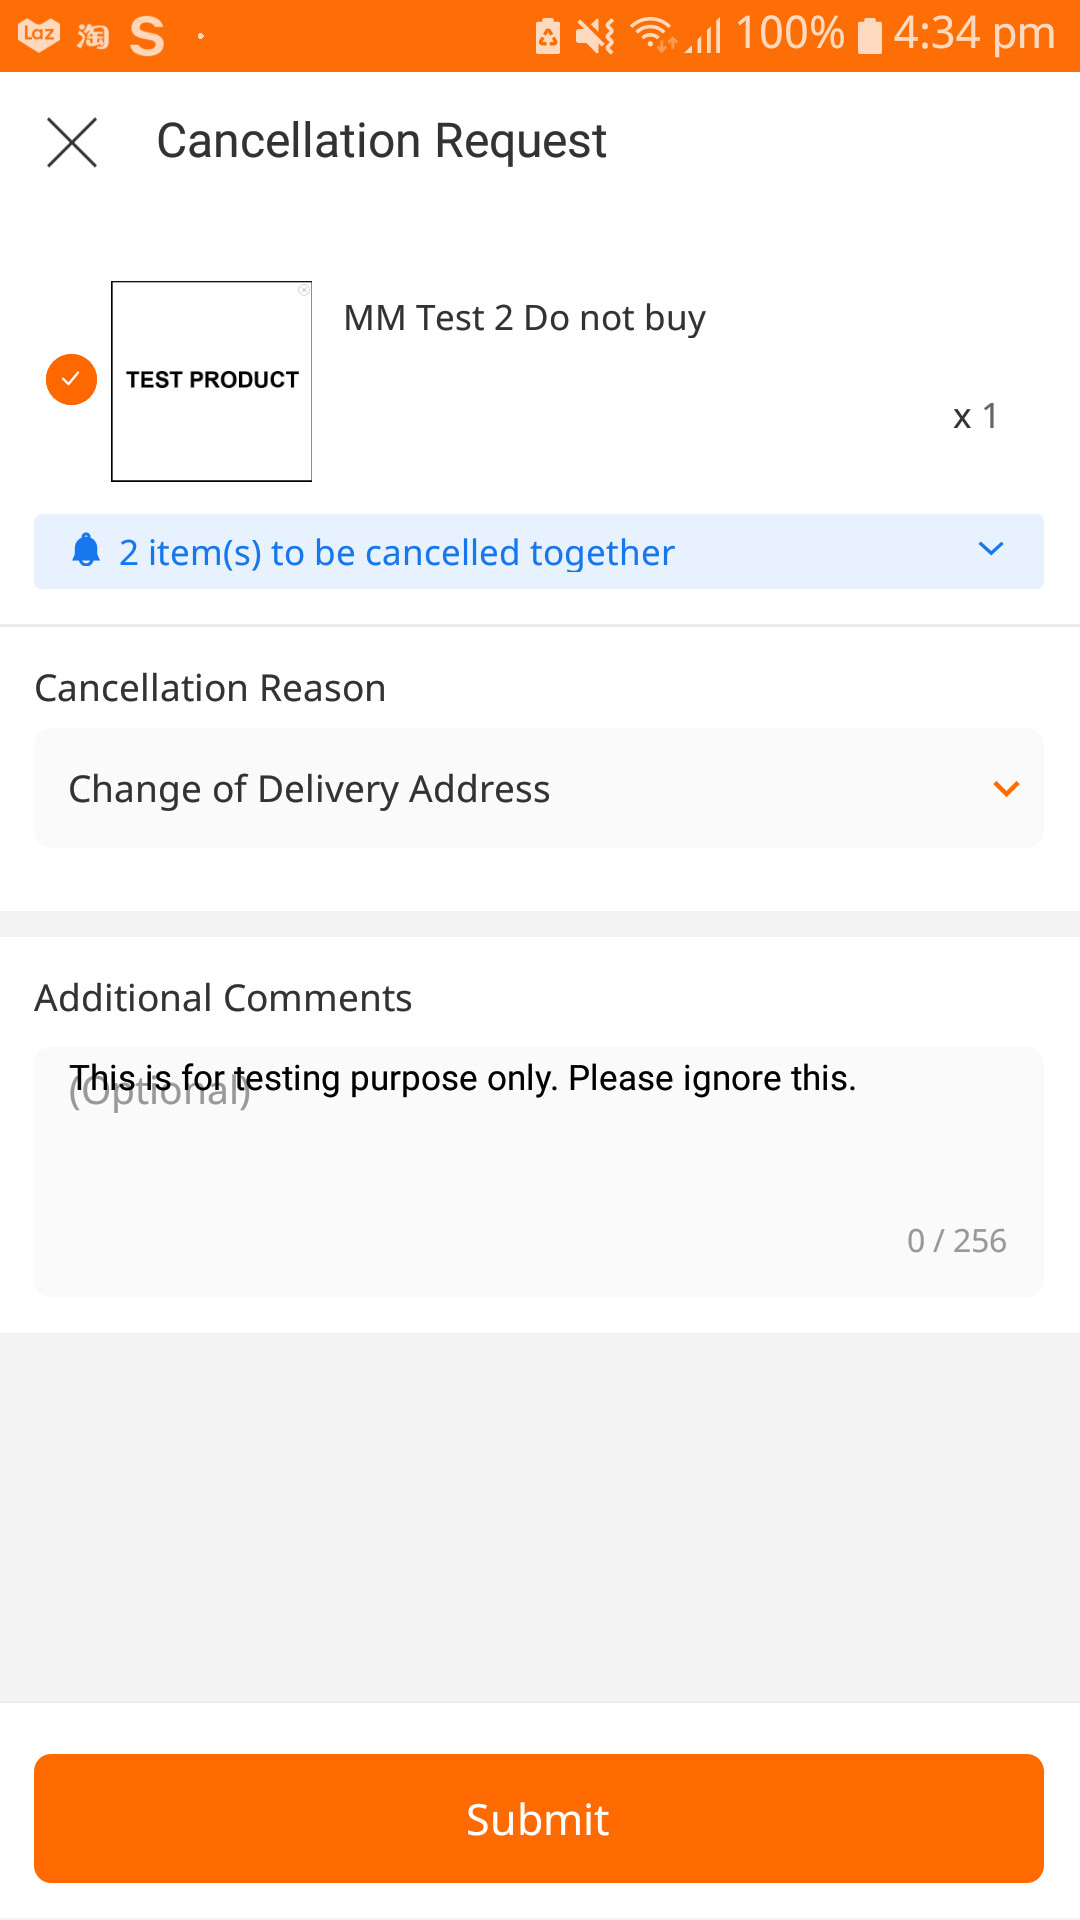 Laz 淘 S 100% 4:34 pm
Cancellation Request
MM Test 2 Do not buy
TEST PRODUCT
x 1
2 item(s) to be cancelled together
Cancellation Reason
Change of Delivery Address
Additional Comments
This is for testing purpose only. Please ignore this.
(Optional)
0 / 256
Submit